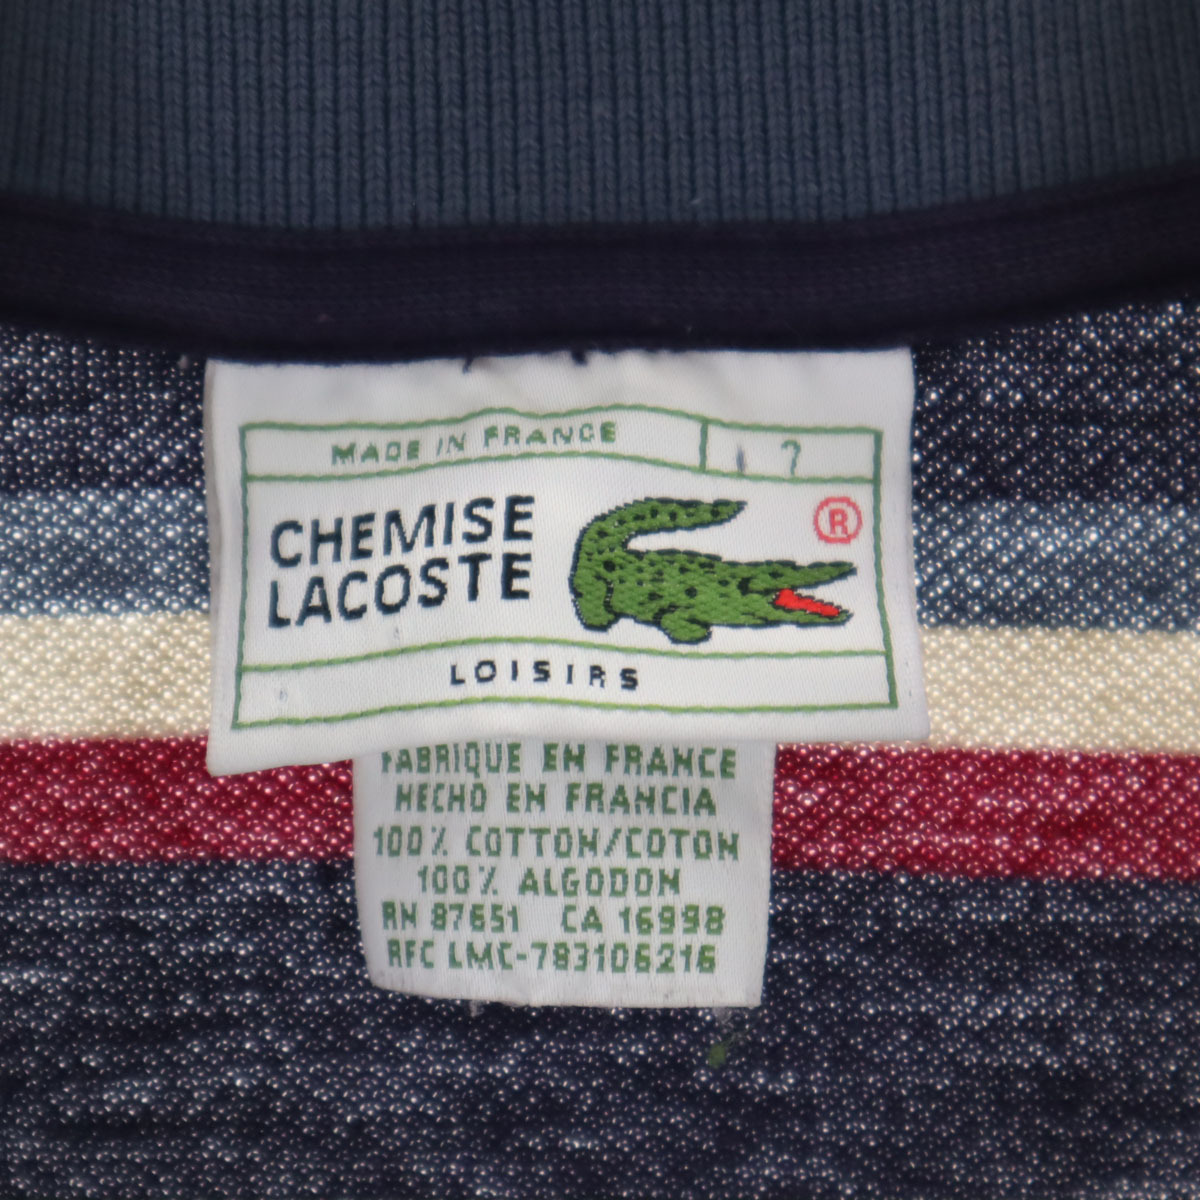 MADE IN FRANCE 7
CHEMISE
LACOSTE ®
LOISIRS
FABRIQUE EN FRANCE
HECHO EN FRANCIA
100% COTTON/COTON
100% ALGODON
RN 87651 CA 16998
RFC LMC-783106216